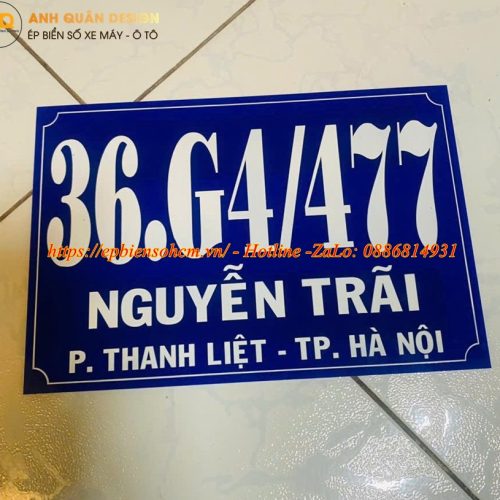 ANH QUÂN DESIGN
ÉP BIỂN SỐ XE MÁY - Ô TÔ
36.G4/477
https://epbiensohcm.vn/ - Hotline -ZaLo: 0886814931
NGUYỄN TRÃI
P. THANH LIỆT - TP. HÀ NỘI